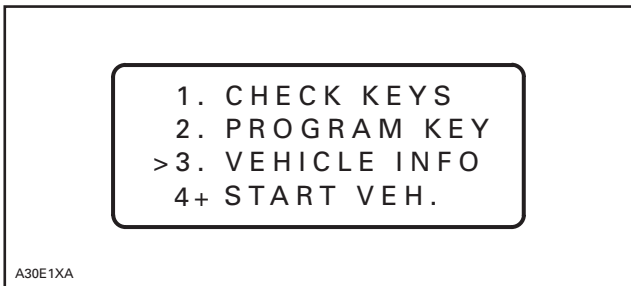 1. CHECK KEYS
2. PROGRAM KEY
>3. VEHICLE INFO
4+ START VEH.
A30E1XA